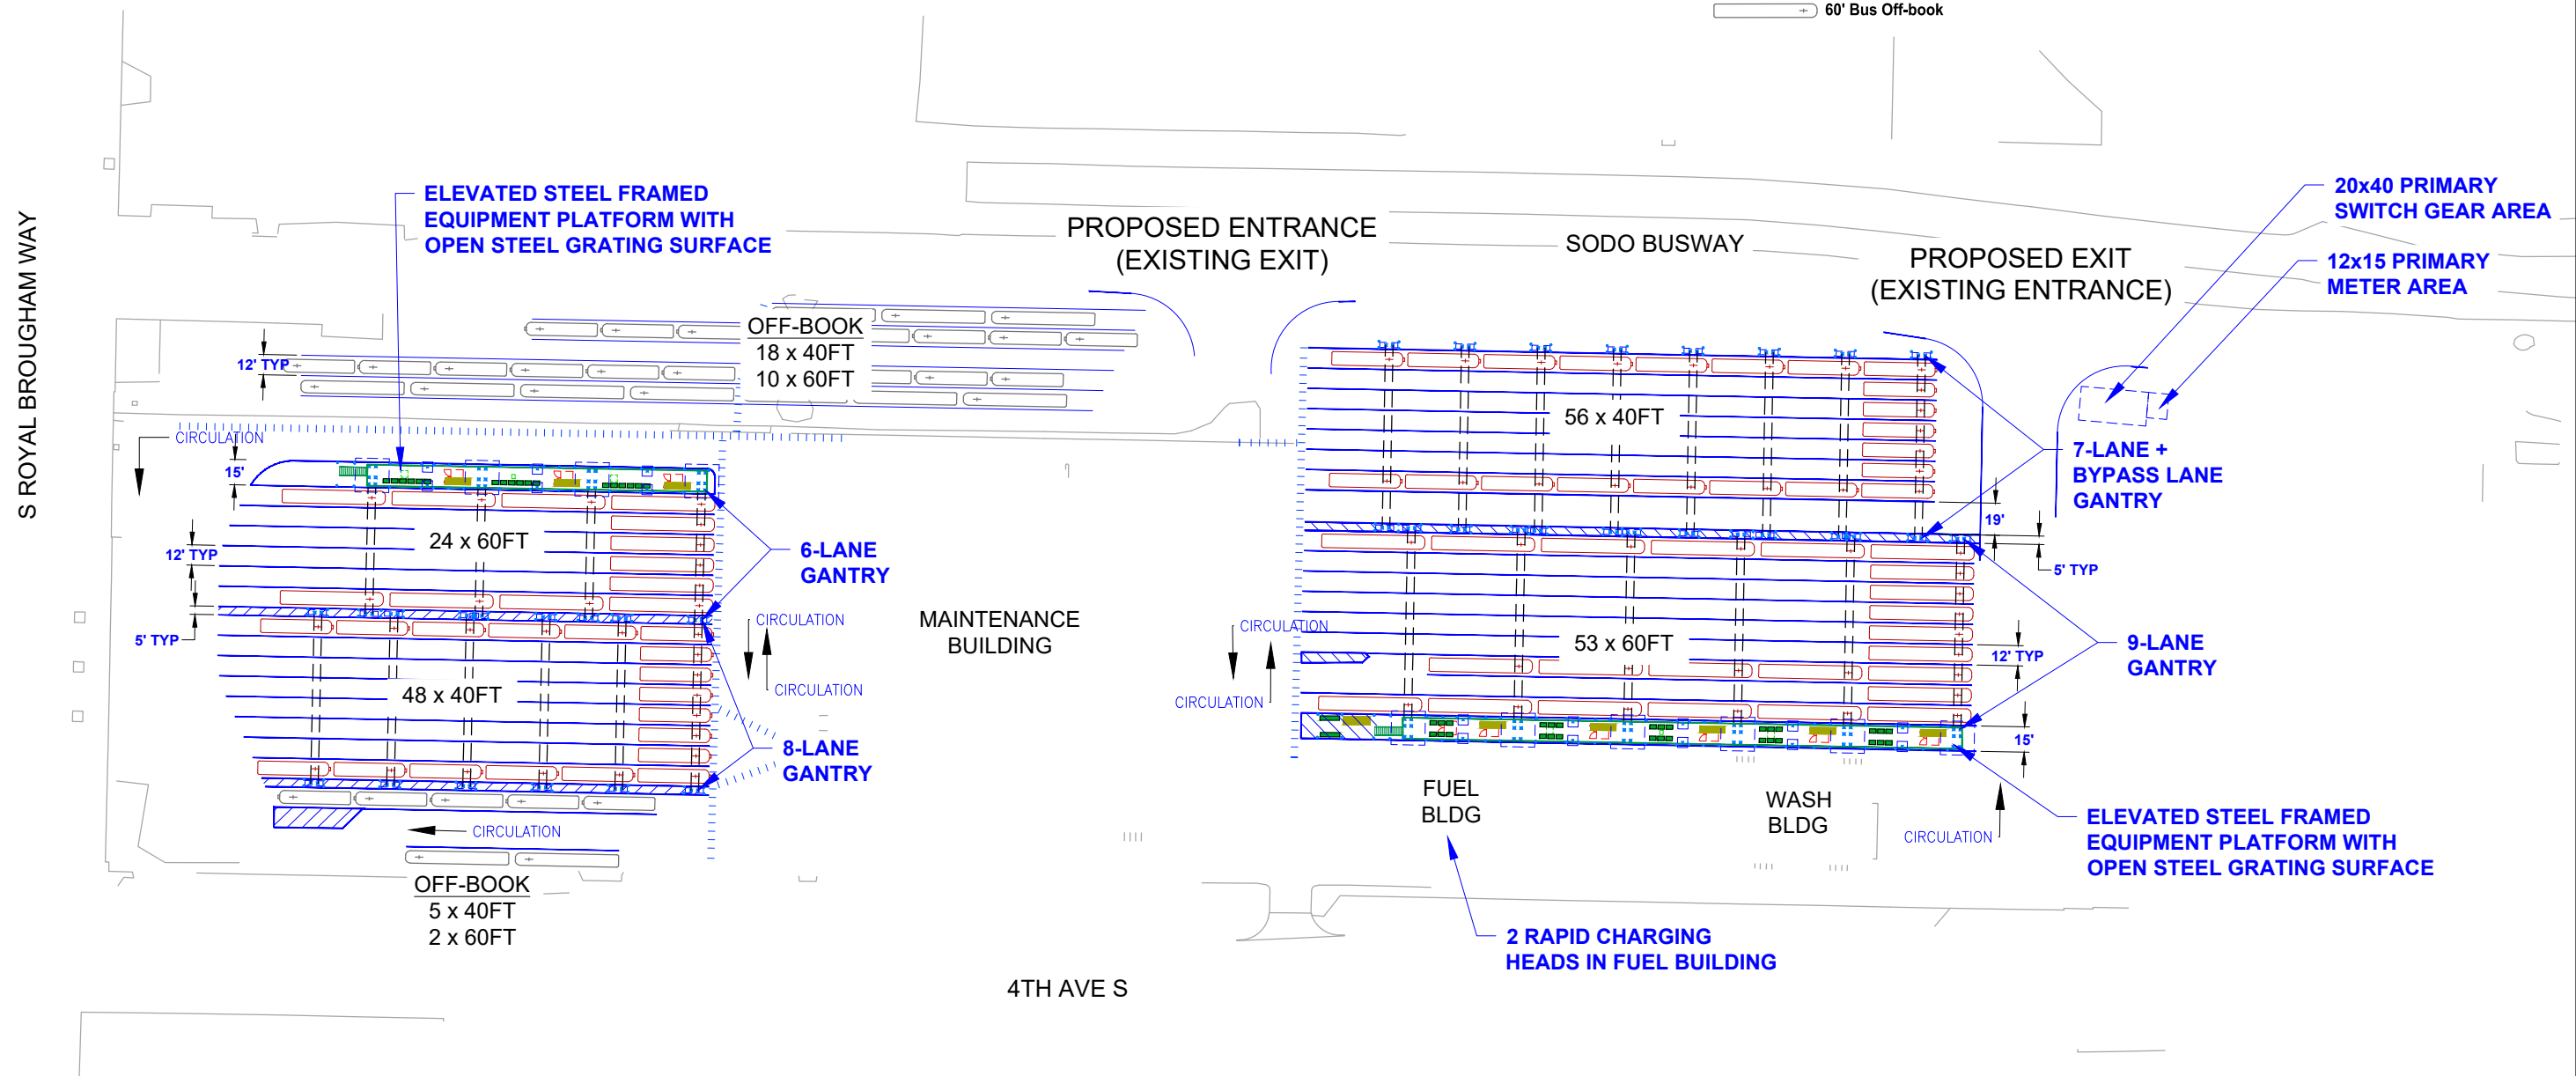 60' Bus Off-book
S ROYAL BROUGHAM WAY
ELEVATED STEEL FRAMED
EQUIPMENT PLATFORM WITH
OPEN STEEL GRATING SURFACE
PROPOSED ENTRANCE
(EXISTING EXIT)
SODO BUSWAY
PROPOSED EXIT
(EXISTING ENTRANCE)
20x40 PRIMARY
SWITCH GEAR AREA
12x15 PRIMARY
METER AREA
OFF-BOOK
18 x 40FT
10 x 60FT
12' TYP
CIRCULATION
15'
56 x 40FT
7-LANE +
BYPASS LANE
GANTRY
19'
5' TYP
24 x 60FT
12' TYP
5' TYP
6-LANE
GANTRY
CIRCULATION
CIRCULATION
MAINTENANCE
BUILDING
CIRCULATION
CIRCULATION
53 x 60FT
12' TYP
9-LANE
GANTRY
15'
48 x 40FT
8-LANE
GANTRY
CIRCULATION
OFF-BOOK
5 x 40FT
2 x 60FT
FUEL
BLDG
WASH
BLDG
CIRCULATION
ELEVATED STEEL FRAMED
EQUIPMENT PLATFORM WITH
OPEN STEEL GRATING SURFACE
2 RAPID CHARGING
HEADS IN FUEL BUILDING
4TH AVE S